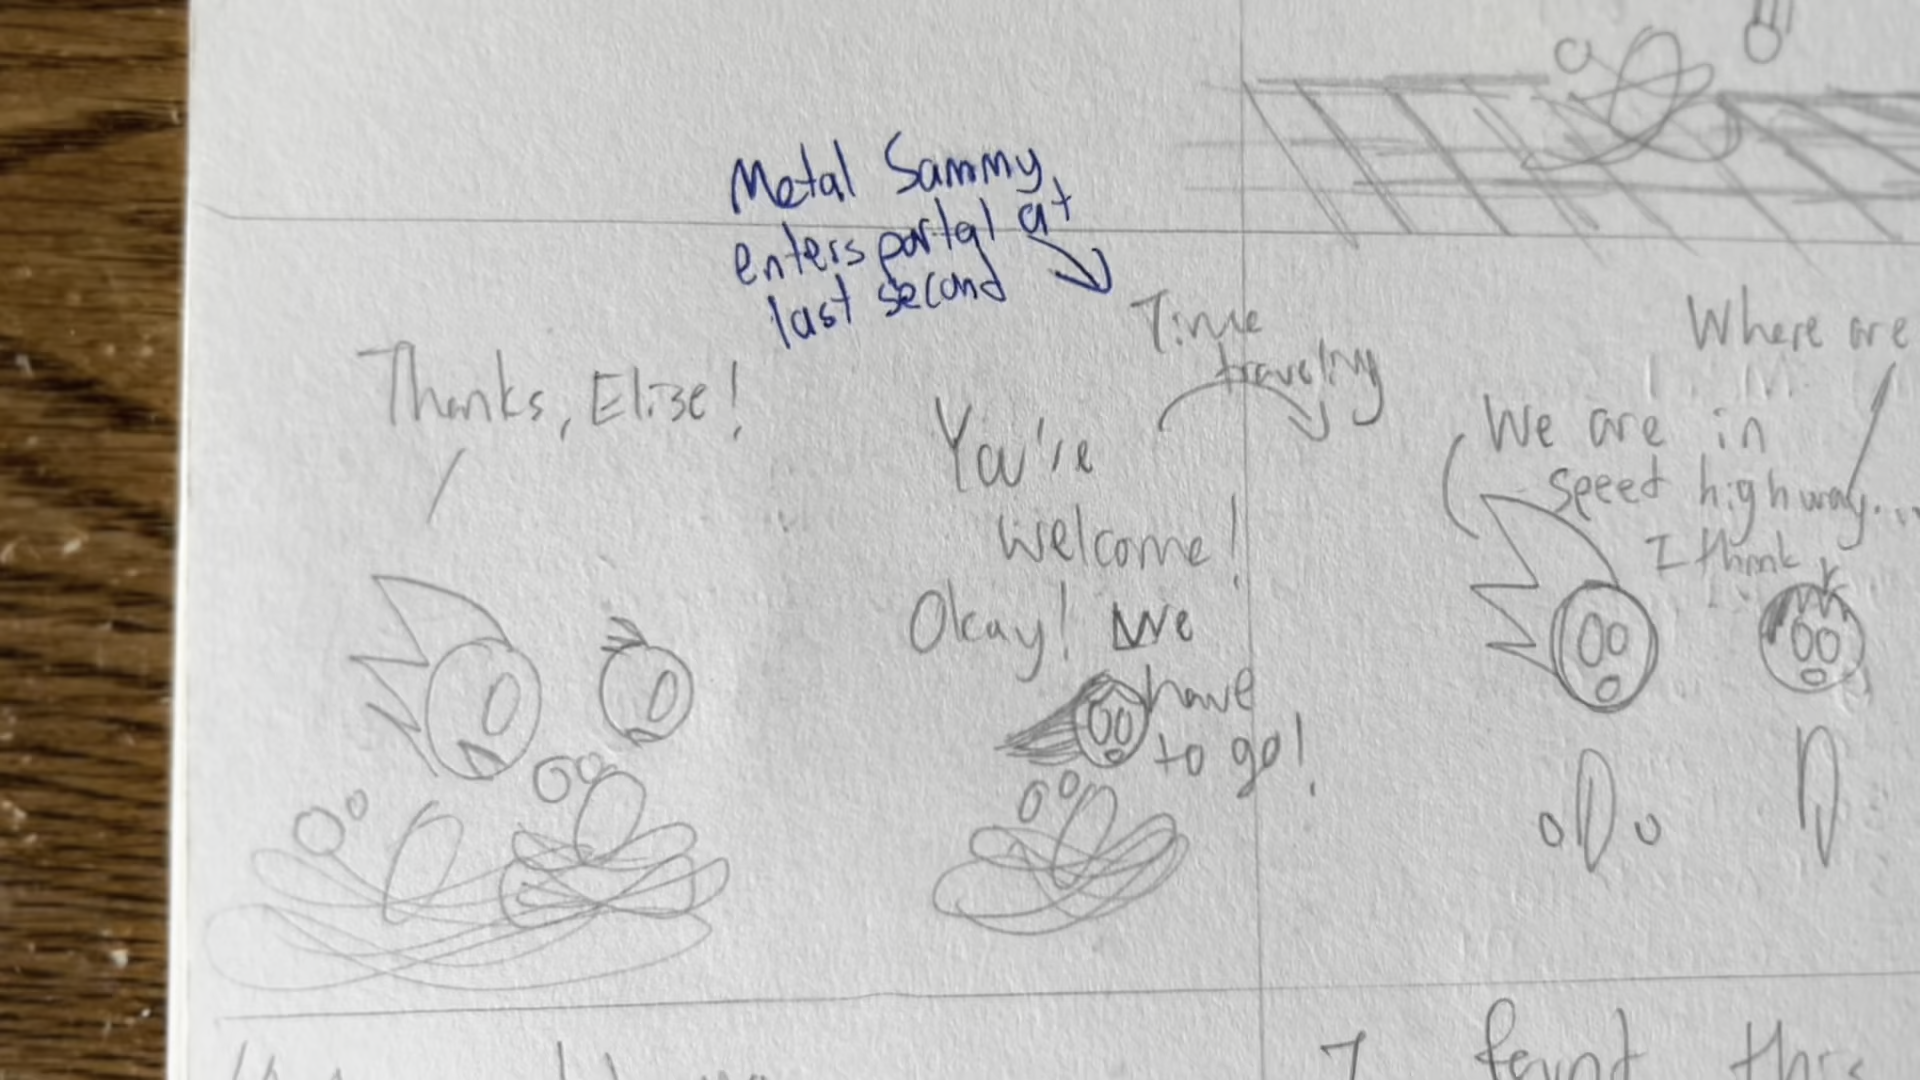 Metal Sammy
enters portal at
last second
Time
traveling
Thanks, Elise!
You're
welcome!
Okay! We
have
to go!
Where are
We are in
speed highway...
I think
I found this